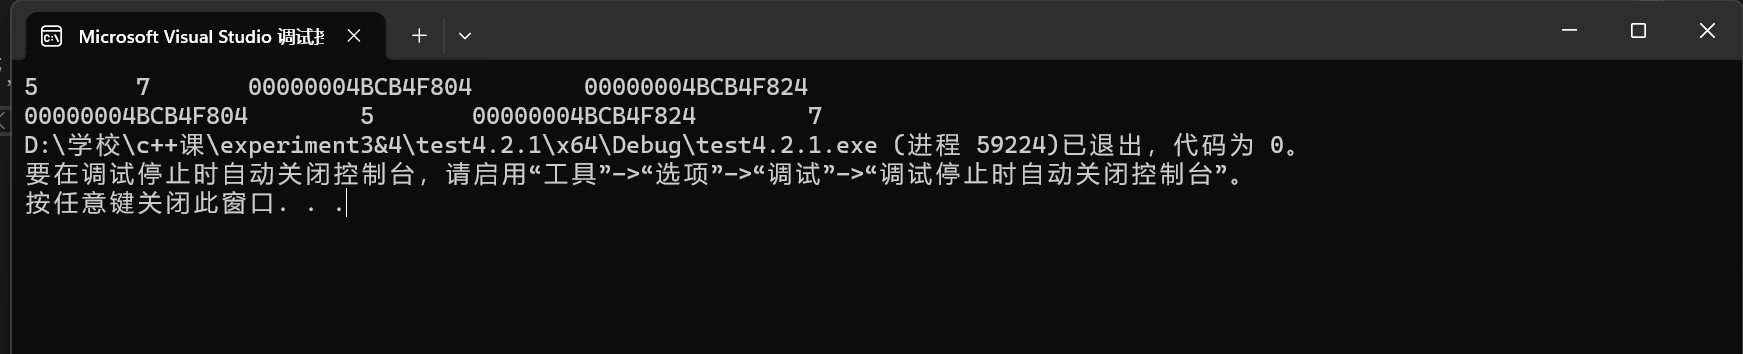 Microsoft Visual Studio 调试
5 7 00000004BCB4F804 00000004BCB4F824
00000004BCB4F804 5 00000004BCB4F824 7
D:\学校\c++课\experiment3&4\test4.2.1\x64\Debug\test4.2.1.exe (进程 59224)已退出，代码为 0。
要在调试停止时自动关闭控制台，请启用“工具”->“选项”->“调试”->“调试停止时自动关闭控制台”。
按任意键关闭此窗口. . .